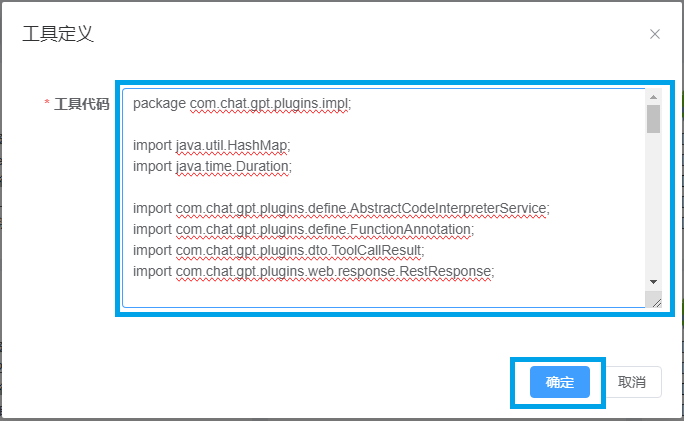 工具定义
* 工具代码
package com.chat.gpt.plugins.impl;
import java.util.HashMap;
import java.time.Duration;
import com.chat.gpt.plugins.define.AbstractCodeInterpreterService;
import com.chat.gpt.plugins.define.FunctionAnnotation;
import com.chat.gpt.plugins.dto.ToolCallResult;
import com.chat.gpt.plugins.web.response.RestResponse;
确定
取消